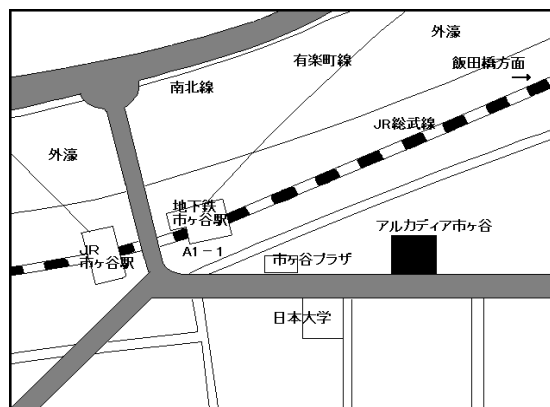 外濠
有楽町線
飯田橋方面
南北線
JR総武線
外濠
地下鉄
市ヶ谷駅
アルカディア市ヶ谷
A1－1
JR
市ヶ谷駅
市ヶ谷プラザ
日本大学